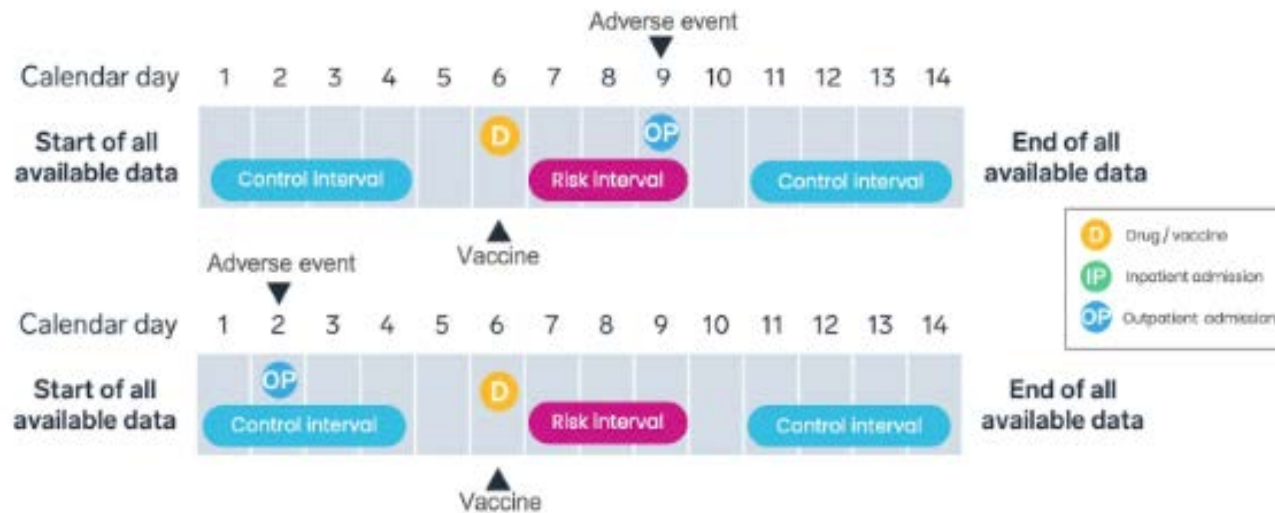 Adverse event
Calendar day 1 2 3 4 5 6 7 8 9 10 11 12 13 14
Start of all available data
D OP
Control interval Risk interval Control interval
End of all available data
Vaccine
D Drug / vaccine
IP Inpatient admission
OP Outpatient admission
Adverse event
Calendar day 1 2 3 4 5 6 7 8 9 10 11 12 13 14
Start of all available data
OP D
Control interval Risk interval Control interval
End of all available data
Vaccine